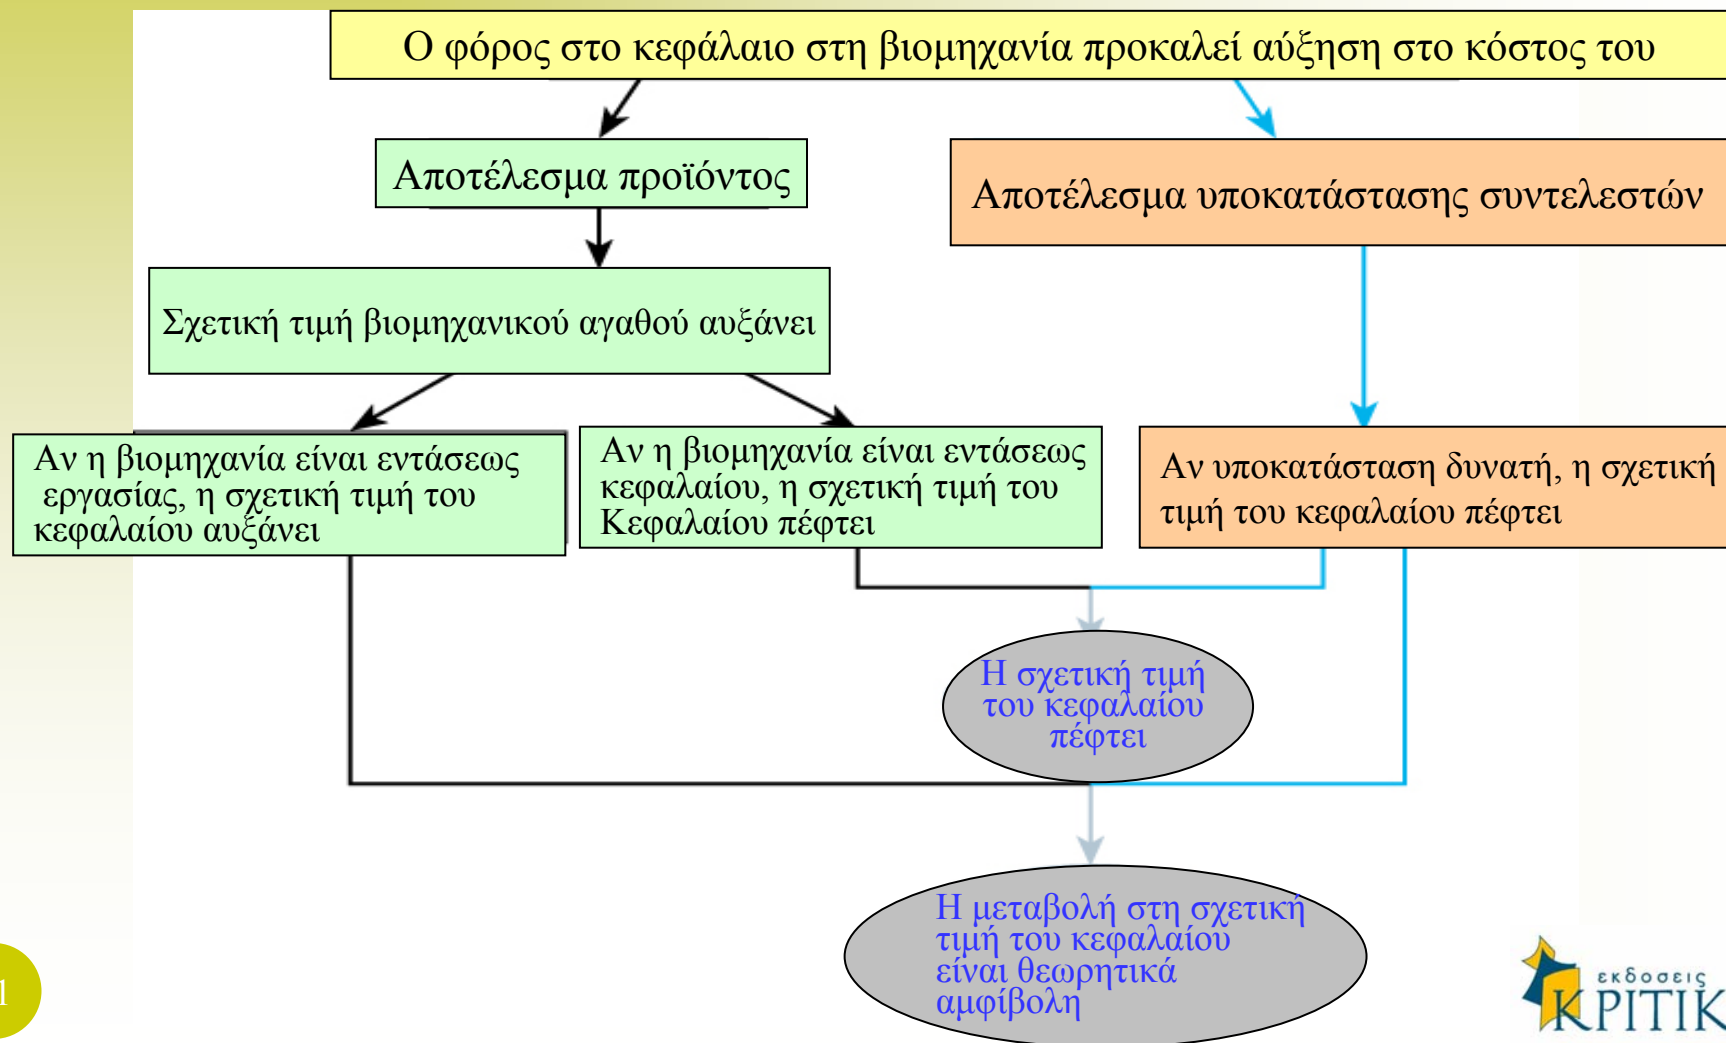 Ο φόρος στο κεφάλαιο στη βιομηχανία προκαλεί αύξηση στο κόστος του
Αποτέλεσμα προϊόντος
Αποτέλεσμα υποκατάστασης συντελεστών
Σχετική τιμή βιομηχανικού αγαθού αυξάνει
Αν η βιομηχανία είναι εντάσεως
εργασίας, η σχετική τιμή του
κεφαλαίου αυξάνει
Αν η βιομηχανία είναι εντάσεως
κεφαλαίου, η σχετική τιμή του
Κεφαλαίου πέφτει
Αν υποκατάσταση δυνατή, η σχετική
τιμή του κεφαλαίου πέφτει
Η σχετική τιμή
του κεφαλαίου
πέφτει
Η μεταβολή στη σχετική
τιμή του κεφαλαίου
είναι θεωρητικά
αμφίβολη
1
εκδοσεις
ΚΡΙΤΙΚ